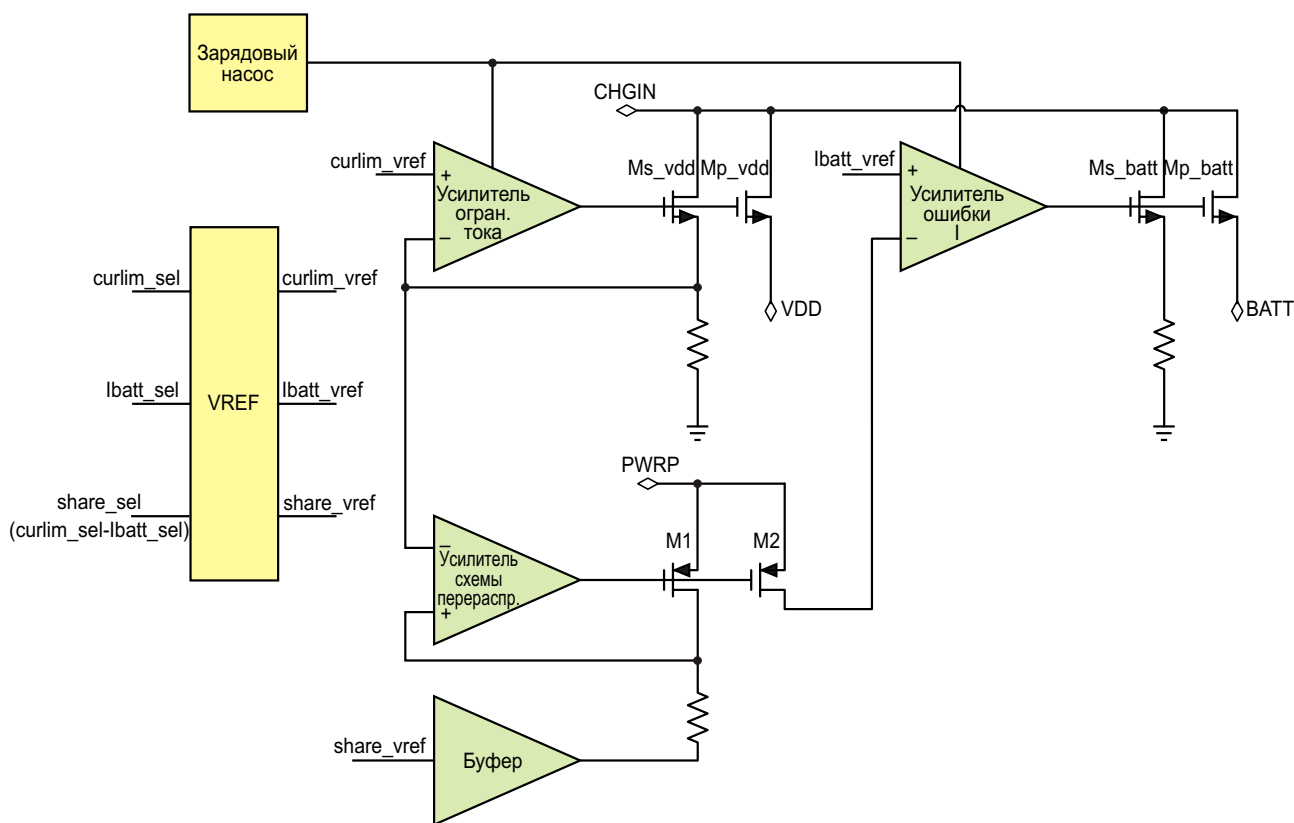 Зарядовый
насос
CHGIN
curlim_vref
+
Усилитель
огран.
тока
–
Ms_vdd
Mp_vdd
Ibatt_vref
+
Усилитель
ошибки
I
–
Ms_batt
Mp_batt
VDD
BATT
curlim_sel
curlim_vref
Ibatt_sel
VREF
Ibatt_vref
share_sel
(curlim_sel-Ibatt_sel)
share_vref
PWRP
M1
M2
–
Усилитель
схемы
перераспр.
+
share_vref
Буфер